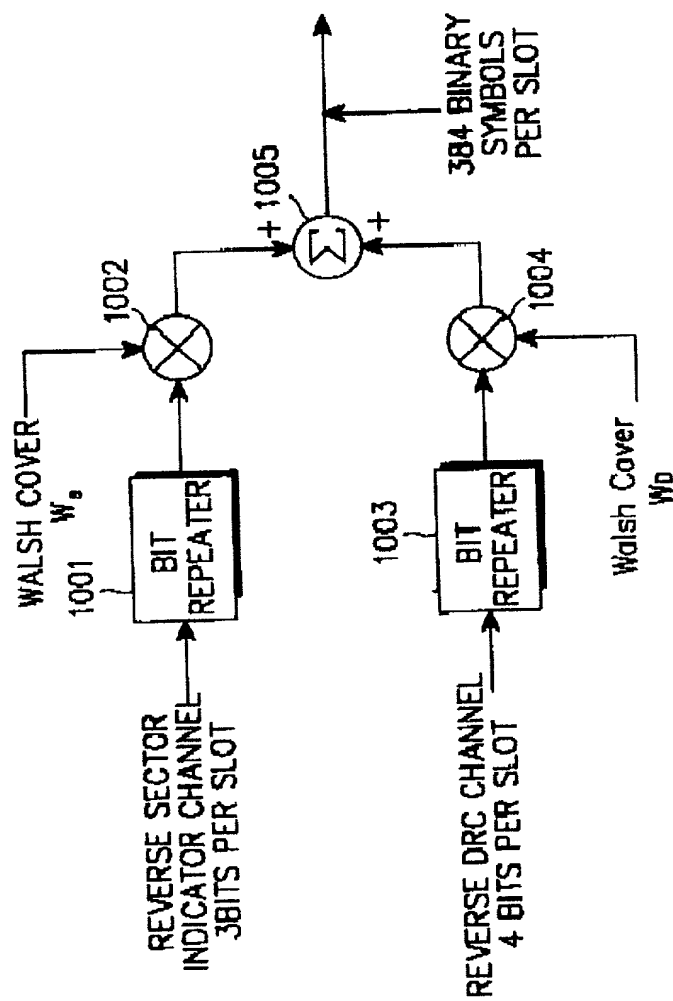 REVERSE SECTOR
INDICATOR CHANNEL
3BITS PER SLOT
1001
BIT
REPEATER
WALSH COVER
Wa
1002
+
1005
Σ
+
384 BINARY
SYMBOLS
PER SLOT
REVERSE DRC CHANNEL
4 BITS PER SLOT
1003
BIT
REPEATER
1004
Walsh Cover
WD